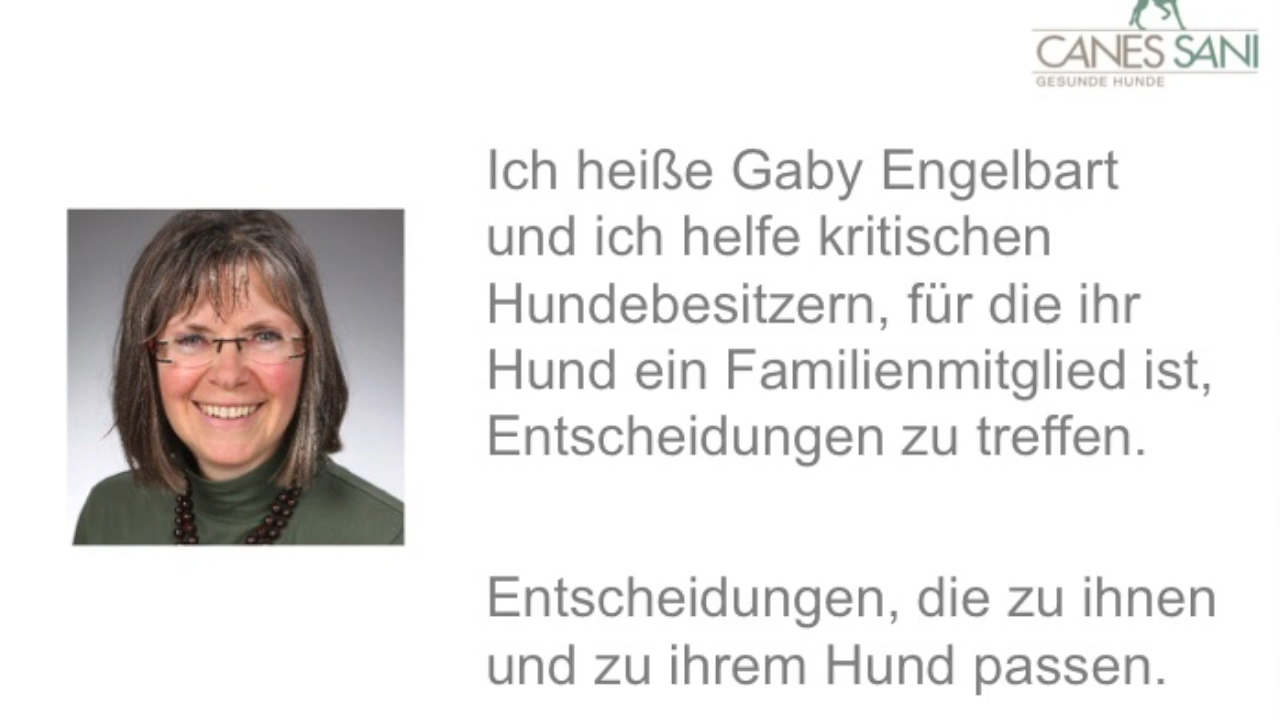 CANES SANI
GESUNDE HUNDE
Ich heiße Gaby Engelbart
und ich helfe kritischen
Hundebesitzern, für die ihr
Hund ein Familienmitglied ist,
Entscheidungen zu treffen.
Entscheidungen, die zu ihnen
und zu ihrem Hund passen.